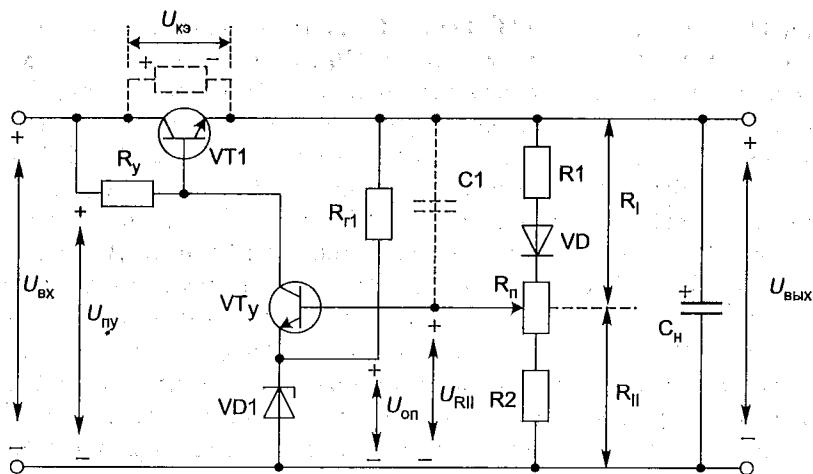 Uкэ
+ −
+
+
Rу
VT1
Rг1
C1
R1
RI
VD
+
Uвх
Uпу
VTу
Rп
+
Cн
Uвых
+
+
VD1
Uоп
URII
R2
RII
−
−
−
−
−